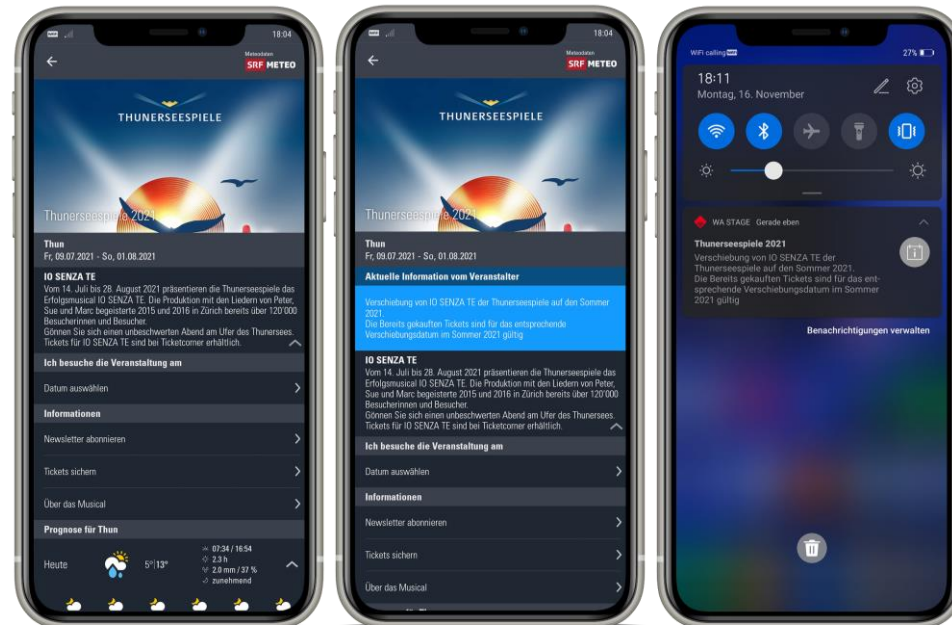 18:04
Meteodaten
SRF METEO
THUNERSEESPIELE
Thunerseespiele 2021
Thun
Fr, 09.07.2021 - So, 01.08.2021
IO SENZA TE
Vom 14. Juli bis 28. August 2021 präsentieren die Thunerseespiele das
Erfolgsmusical IO SENZA TE. Die Produktion mit den Liedern von Peter,
Sue und Marc begeisterte 2015 und 2016 in Zürich bereits über 120'000
Besucherinnen und Besucher.
Gönnen Sie sich einen unbeschwerten Abend am Ufer des Thunersees.
Tickets für IO SENZA TE sind bei Ticketcorner erhältlich.
Ich besuche die Veranstaltung am
Datum auswählen
Informationen
Newsletter abonnieren
Tickets sichern
Über das Musical
Prognose für Thun
Heute
5°|13°
07:34 / 16:54
2.3 h
2.0 mm / 37 %
zunehmend
18:04
Meteodaten
SRF METEO
THUNERSEESPIELE
Thunerseespiele 2021
Thun
Fr, 09.07.2021 - So, 01.08.2021
Aktuelle Information vom Veranstalter
Verschiebung von IO SENZA TE der Thunerseespiele auf den Sommer
2021.
Die Bereits gekauften Tickets sind für das entsprechende
Verschiebungsdatum im Sommer 2021 gültig
IO SENZA TE
Vom 14. Juli bis 28. August 2021 präsentieren die Thunerseespiele das
Erfolgsmusical IO SENZA TE. Die Produktion mit den Liedern von Peter,
Sue und Marc begeisterte 2015 und 2016 in Zürich bereits über 120'000
Besucherinnen und Besucher.
Gönnen Sie sich einen unbeschwerten Abend am Ufer des Thunersees.
Tickets für IO SENZA TE sind bei Ticketcorner erhältlich.
Ich besuche die Veranstaltung am
Datum auswählen
Informationen
Newsletter abonnieren
Tickets sichern
Über das Musical
WiFi calling
27%
18:11
Montag, 16. November
WA STAGE Gerade eben
Thunerseespiele 2021
Verschiebung von IO SENZA TE der
Thunerseespiele auf den Sommer 2021.
Die Bereits gekauften Tickets sind für das ent-
sprechende Verschiebungsdatum im Sommer
2021 gültig
Benachrichtigungen verwalten